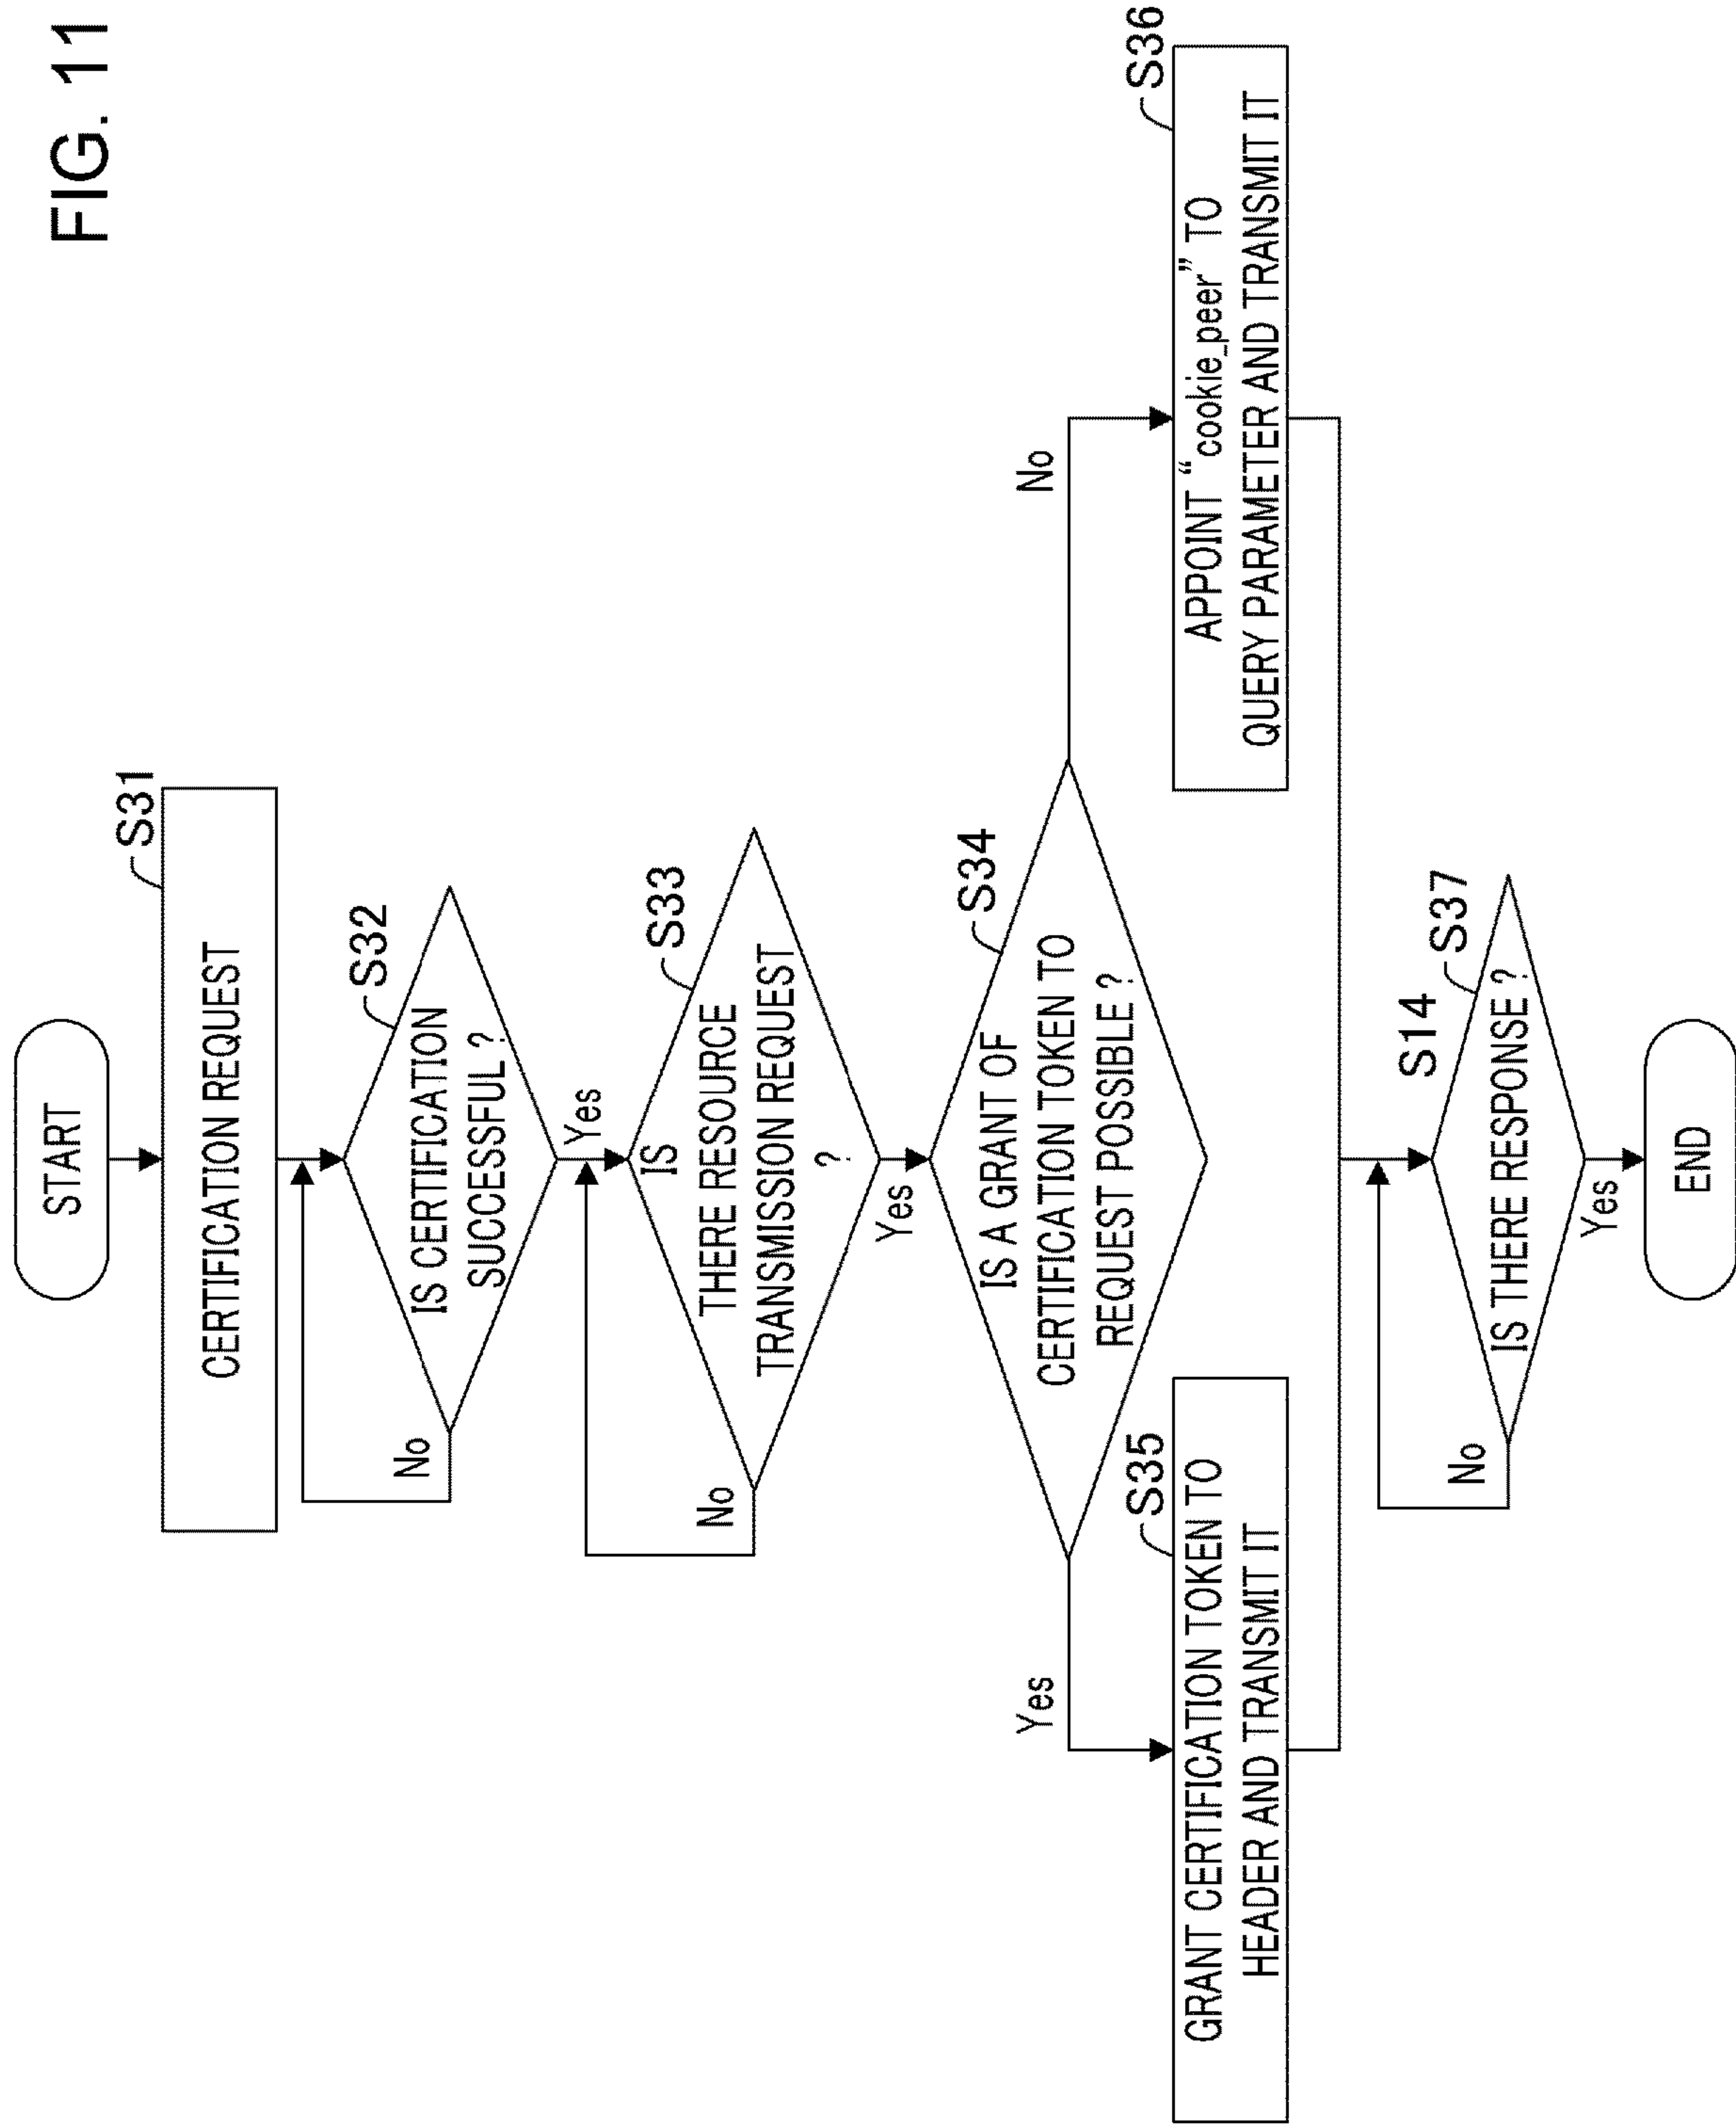 FIG. 11
START
S31
CERTIFICATION REQUEST
S32
IS CERTIFICATION
SUCCESSFUL ?
No
Yes
S33
IS
THERE RESOURCE
TRANSMISSION REQUEST
?
No
Yes
S34
IS A GRANT OF
CERTIFICATION TOKEN TO
REQUEST POSSIBLE ?
Yes
No
S35
GRANT CERTIFICATION TOKEN TO
HEADER AND TRANSMIT IT
S36
APPOINT “cookie_peer” TO
QUERY PARAMETER AND TRANSMIT IT
S14
S37
IS THERE RESPONSE ?
No
Yes
END